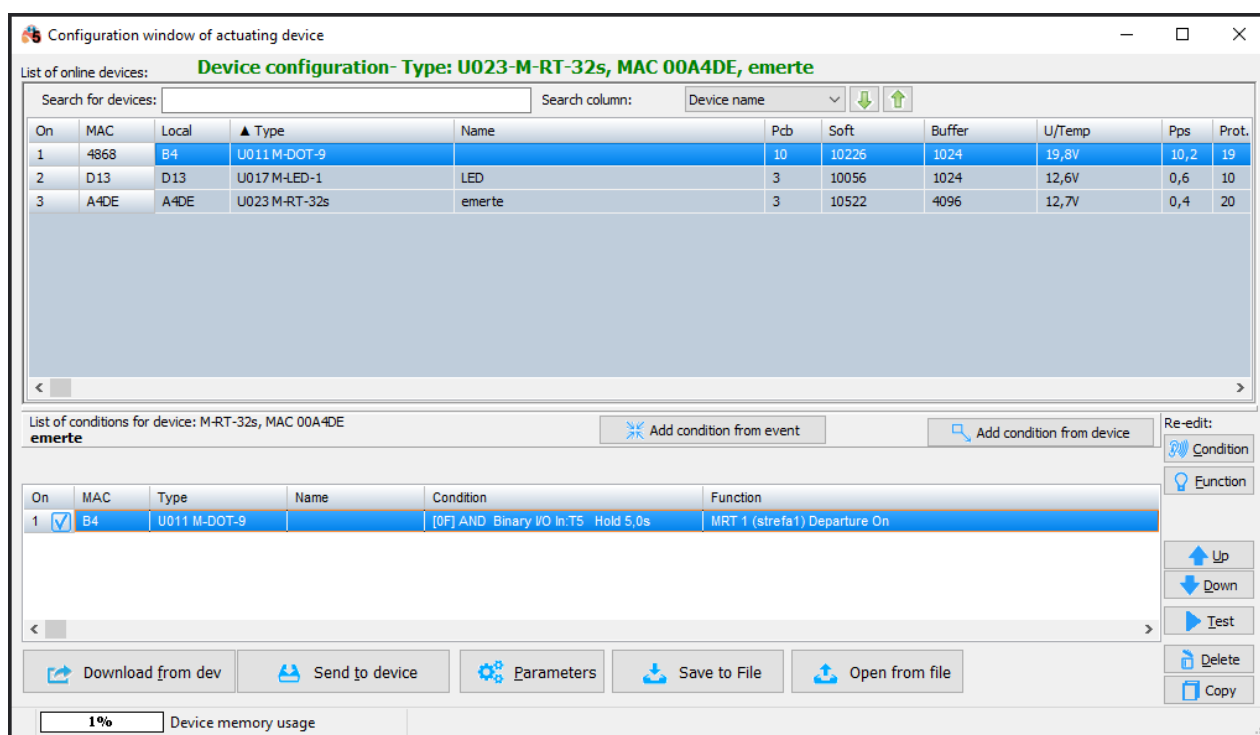 Configuration window of actuating device
List of online devices: Device configuration- Type: U023-M-RT-32s, MAC 00A4DE, emerte
Search for devices: Search column: Device name
On MAC Local ▲ Type Name Pcb Soft Buffer U/Temp Pps Prot.
1 4868 B4 U011 M-DOT-9 10 10226 1024 19,8V 10,2 19
2 D13 D13 U017 M-LED-1 LED 3 10056 1024 12,6V 0,6 10
3 A4DE A4DE U023 M-RT-32s emerte 3 10522 4096 12,7V 0,4 20
List of conditions for device: M-RT-32s, MAC 00A4DE
emerte
Add condition from event
Add condition from device
Re-edit:
Condition
Function
On MAC Type Name Condition Function
1 B4 U011 M-DOT-9 [0F] AND Binary I/O In:T5 Hold 5,0s MRT 1 (strefa1) Departure On
Up
Down
Test
Delete
Copy
Download from dev Send to device Parameters Save to File Open from file
1% Device memory usage